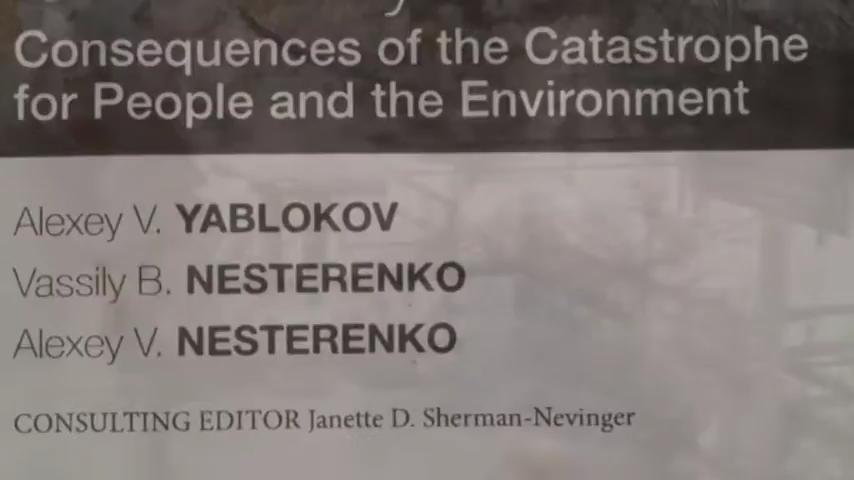 Consequences of the Catastrophe
for People and the Environment
Alexey V. YABLOKOV
Vassily B. NESTERENKO
Alexey V. NESTERENKO
CONSULTING EDITOR Janette D. Sherman-Nevinger